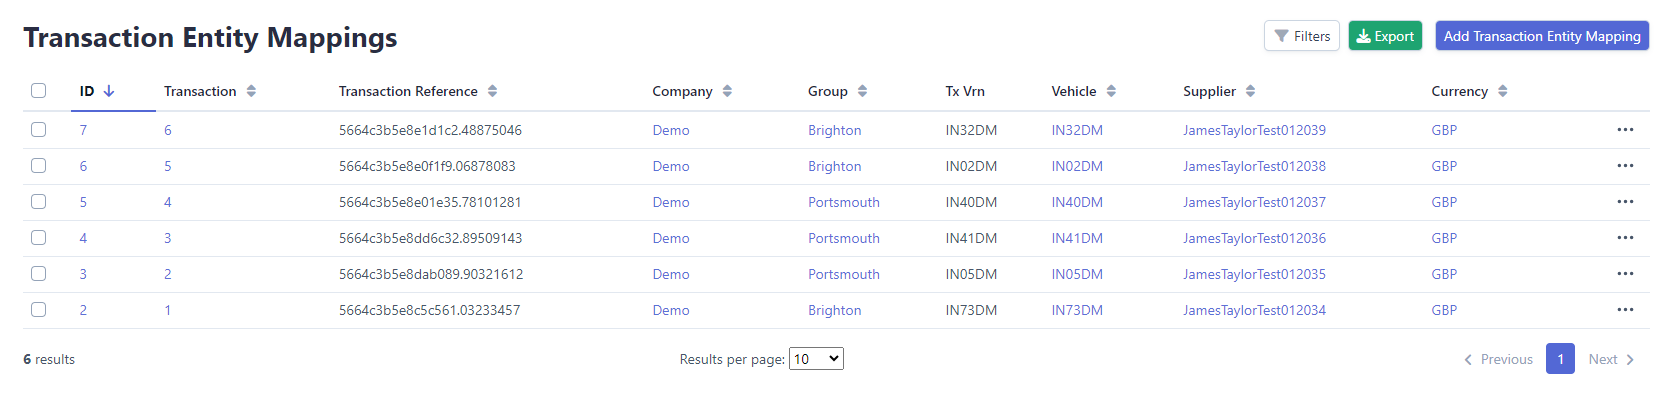 Transaction Entity Mappings Filters Export Add Transaction Entity Mapping
ID Transaction Transaction Reference Company Group Tx Vrn Vehicle Supplier Currency
7 6 5664c3b5e8e1d1c2.48875046 Demo Brighton IN32DM IN32DM JamesTaylorTest012039 GBP
6 5 5664c3b5e8e0f1f9.06878083 Demo Brighton IN02DM IN02DM JamesTaylorTest012038 GBP
5 4 5664c3b5e8e01e35.78101281 Demo Portsmouth IN40DM IN40DM JamesTaylorTest012037 GBP
4 3 5664c3b5e8dd6c32.89509143 Demo Portsmouth IN41DM IN41DM JamesTaylorTest012036 GBP
3 2 5664c3b5e8dab089.90321612 Demo Portsmouth IN05DM IN05DM JamesTaylorTest012035 GBP
2 1 5664c3b5e8c5c561.03233457 Demo Brighton IN73DM IN73DM JamesTaylorTest012034 GBP
6 results Results per page: 10 Previous 1 Next